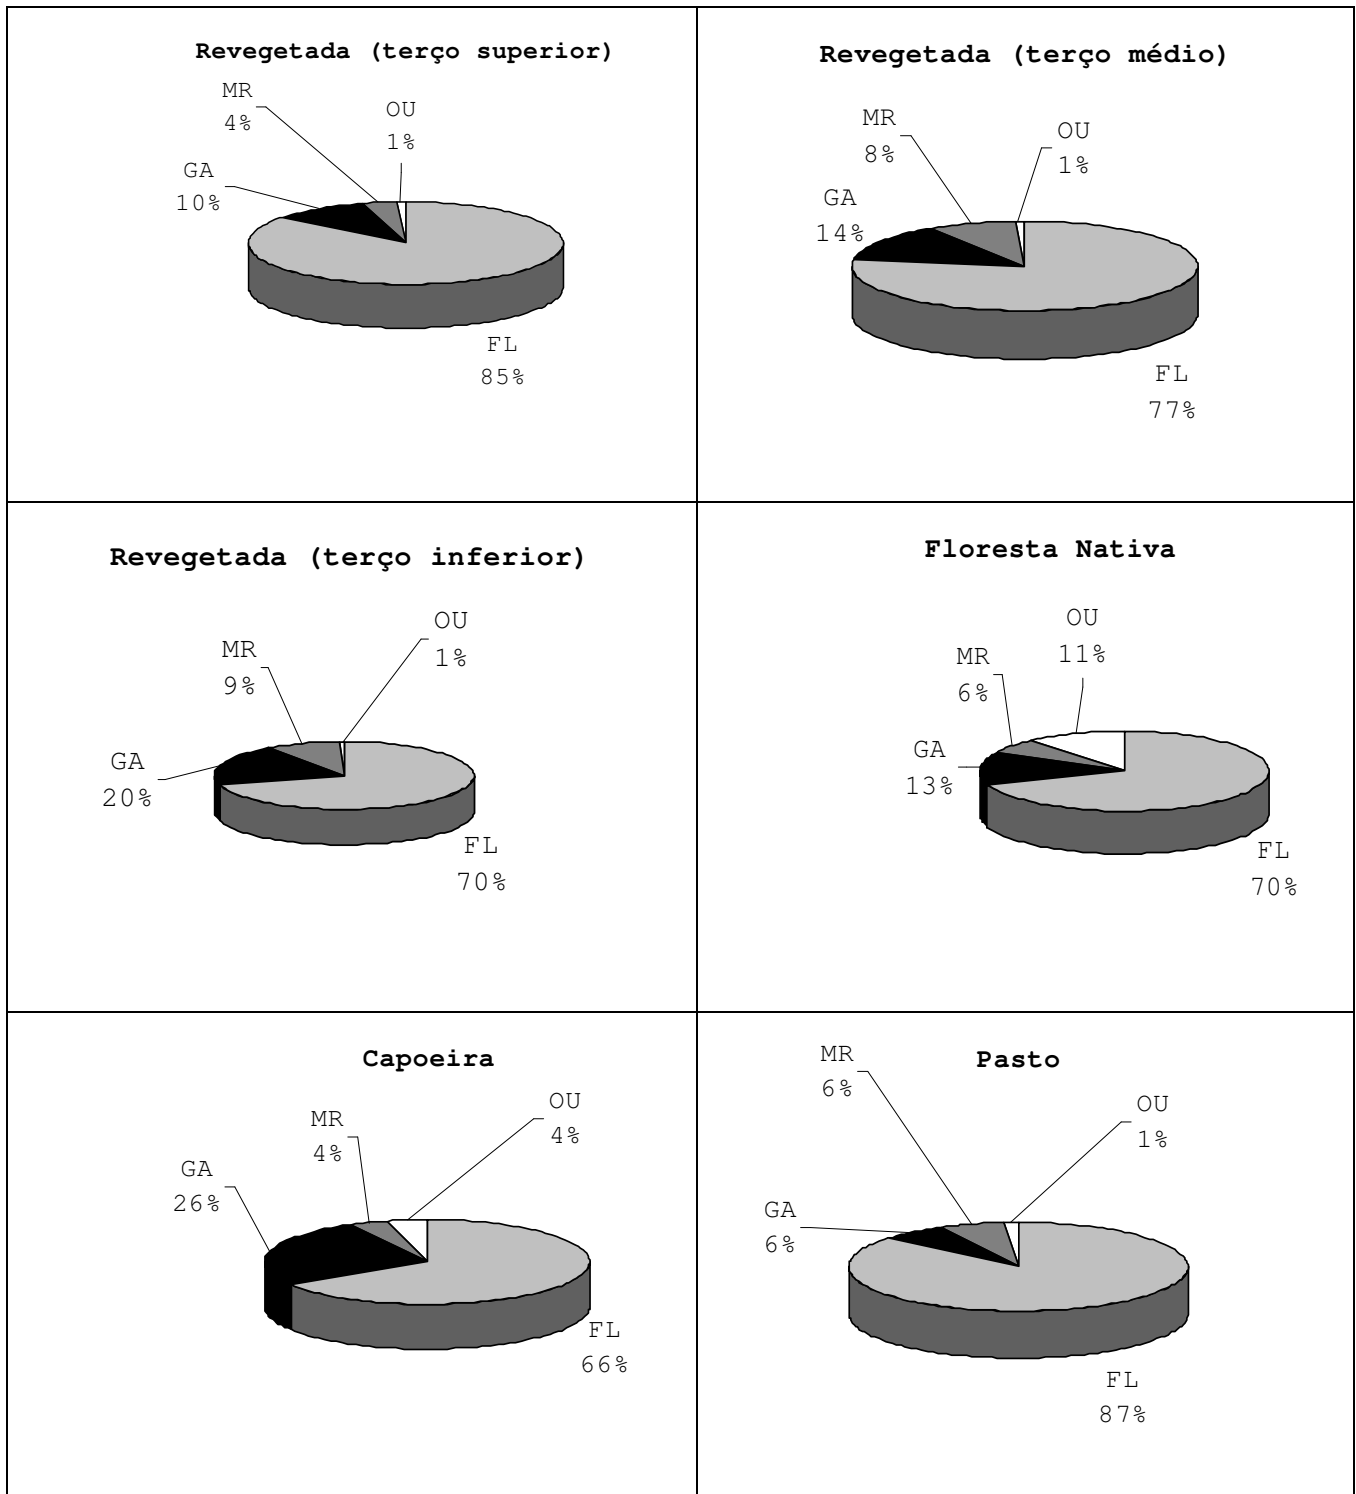 Revegetada (terço superior)
MR
4%
OU
1%
GA
10%
FL
85%
Revegetada (terço médio)
MR
8%
OU
1%
GA
14%
FL
77%
Revegetada (terço inferior)
OU
1%
MR
9%
GA
20%
FL
70%
Floresta Nativa
OU
11%
MR
6%
GA
13%
FL
70%
Capoeira
OU
4%
MR
4%
GA
26%
FL
66%
Pasto
MR
6%
OU
1%
GA
6%
FL
87%